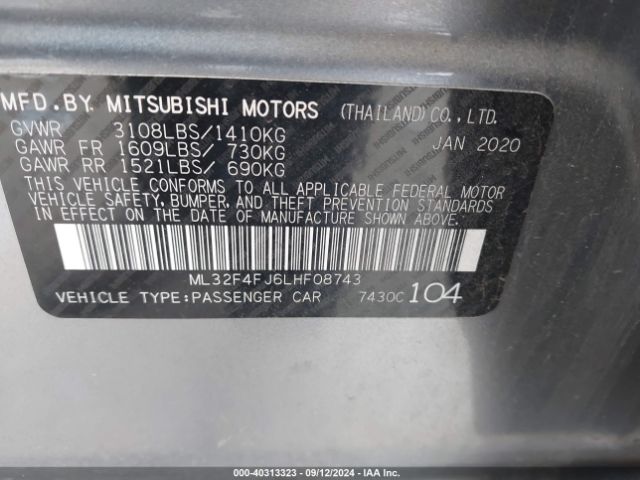 MFD.BY MITSUBISHI MOTORS (THAILAND)CO.,LTD.
GVWR 3108LBS/1410KG JAN 2020
GAWR FR 1609LBS/ 730KG
GAWR RR 1521LBS/ 690KG
THIS VEHICLE CONFORMS TO ALL APPLICABLE FEDERAL MOTOR
VEHICLE SAFETY, BUMPER, AND THEFT PREVENTION STANDARDS
IN EFFECT ON THE DATE OF MANUFACTURE SHOWN ABOVE.
ML32F4FJ6LHF08743
VEHICLE TYPE:PASSENGER CAR 7430C 104
000-40313323 - 09/12/2024 - IAA, Inc.